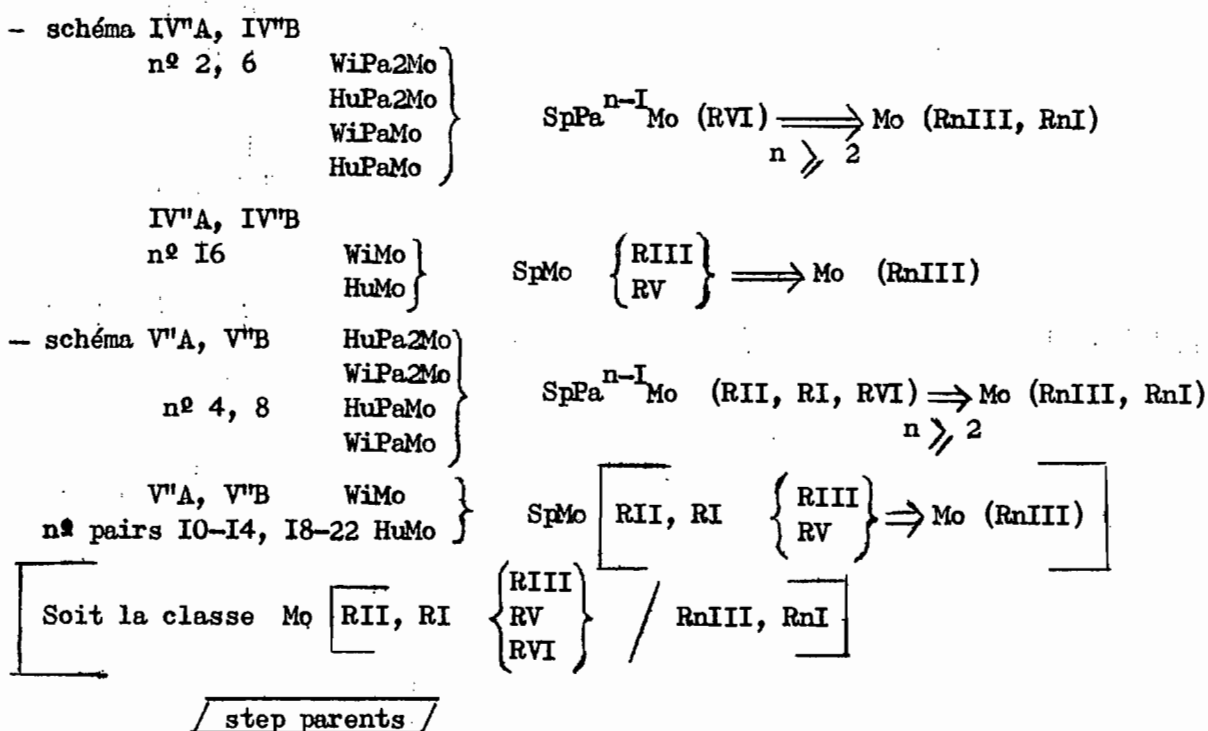 – schéma IV"A, IV"B
nº 2, 6 WiPa2Mo
HuPa2Mo
WiPaMo
HuPaMo
SpPa^{n-I}Mo (RVI) ⟹ Mo (RnIII, RnI)
n ⩾ 2
IV"A, IV"B
nº I6 WiMo
HuMo
SpMo { RIII RV } ⟹ Mo (RnIII)
– schéma V"A, V"B HuPa2Mo
WiPa2Mo
nº 4, 8 HuPaMo
WiPaMo
SpPa^{n-I}Mo (RII, RI, RVI) ⟹ Mo (RnIII, RnI)
n ⩾ 2
V"A, V"B WiMo
nº pairs IO-I4, I8-22 HuMo
SpMo [ RII, RI { RIII RV } ⟹ Mo (RnIII) ]
[ Soit la classe Mo [ RII, RI { RIII RV RVI } / RnIII, RnI ]
/ step parents /